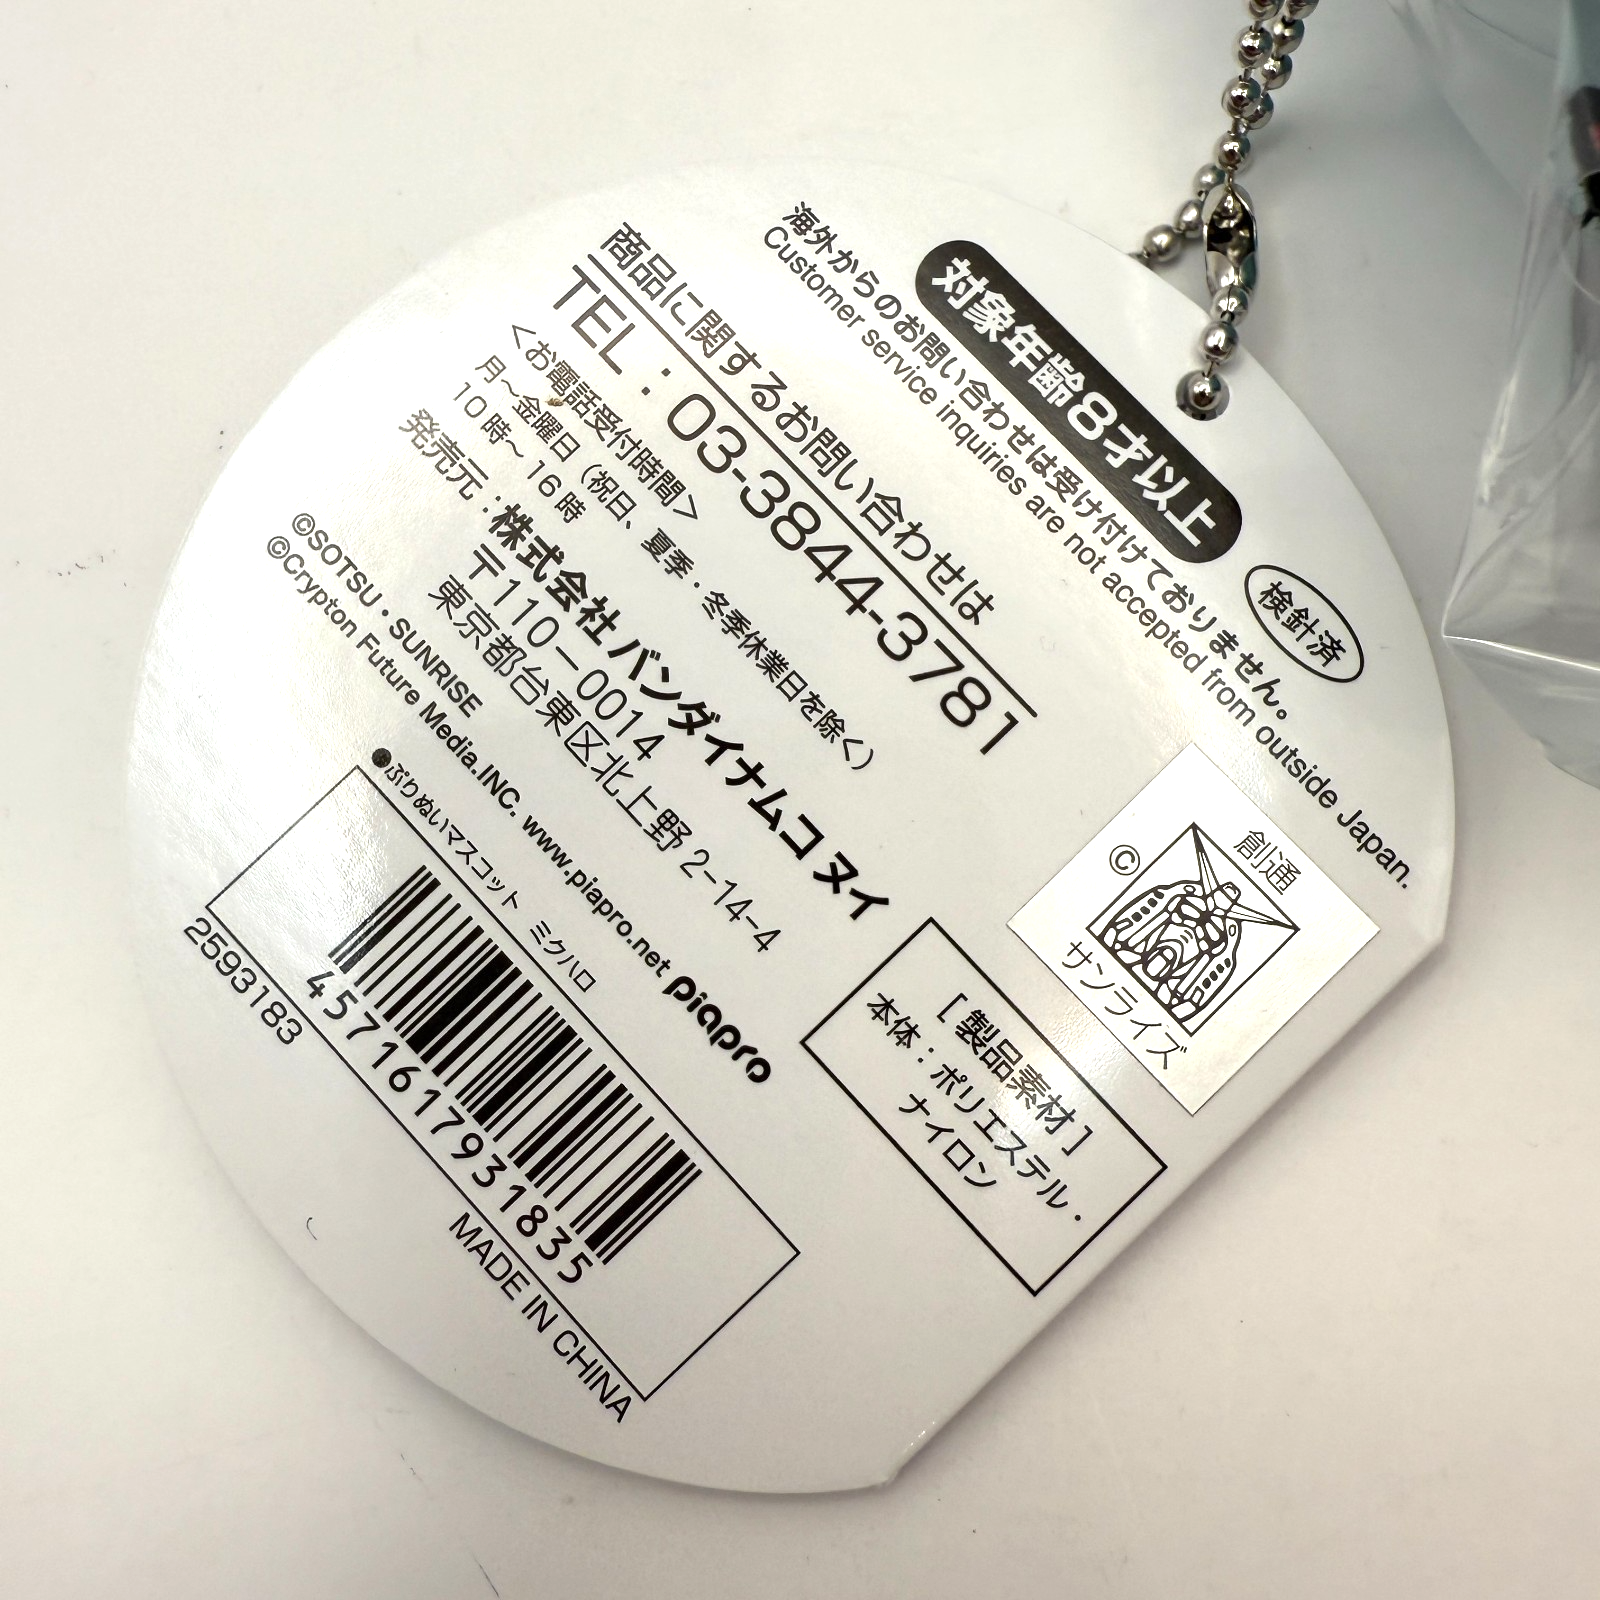 対象年齢8才以上
海外からのお問い合わせは受け付けておりません。
Customer service inquiries are not accepted from outside Japan.
検針済
商品に関するお問い合わせは
TEL：03-3844-3781
＜お電話受付時間＞
月～金曜日（祝日、夏季・冬季休業日を除く）
10時～16時
発売元：株式会社バンダイナムコヌイ
〒110－0014
東京都台東区北上野2-14-4
©SOTSU・SUNRISE
©Crypton Future Media.INC. www.piapro.net piapro
創通
©
サンライズ
[製品素材]
本体：ポリエステル・
ナイロン
●ぷりぬいマスコット ミクハロ
4571617931835
2593183
MADE IN CHINA